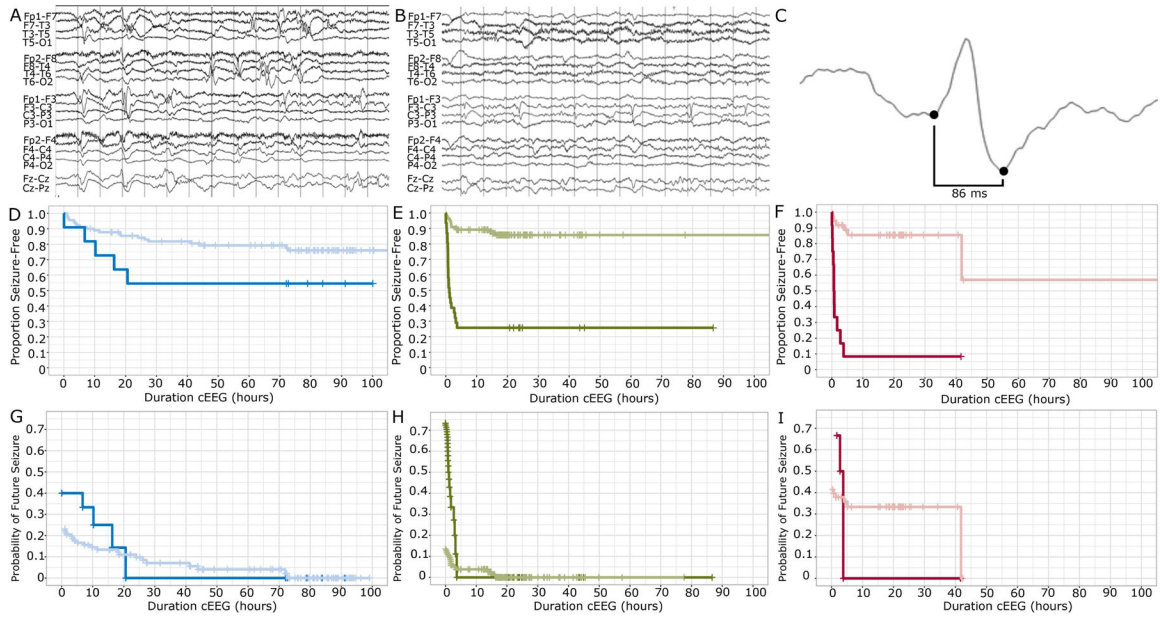 A
Fp1-F7
F7-T3
T3-T5
T5-O1
Fp2-F8
F8-T4
T4-T6
T6-O2
Fp1-F3
F3-C3
C3-P3
P3-O1
Fp2-F4
F4-C4
C4-P4
P4-O2
Fz-Cz
Cz-Pz
B
Fp1-F7
F7-T3
T3-T5
T5-O1
Fp2-F8
F8-T4
T4-T6
T6-O2
Fp1-F3
F3-C3
C3-P3
P3-O1
Fp2-F4
F4-C4
C4-P4
P4-O2
Fz-Cz
Cz-Pz
C
86 ms
D
Proportion Seizure-Free
1.0
0.9
0.8
0.7
0.6
0.5
0.4
0.3
0.2
0.1
0
0 10 20 30 40 50 60 70 80 90 100
Duration cEEG (hours)
E
Proportion Seizure-Free
1.0
0.9
0.8
0.7
0.6
0.5
0.4
0.3
0.2
0.1
0
0 10 20 30 40 50 60 70 80 90 100
Duration cEEG (hours)
F
Proportion Seizure-Free
1.0
0.9
0.8
0.7
0.6
0.5
0.4
0.3
0.2
0.1
0 10 20 30 40 50 60 70 80 90 100
Duration cEEG (hours)
G
Probability of Future Seizure
0.7
0.6
0.5
0.4
0.3
0.2
0.1
0
0 10 20 30 40 50 60 70 80 90 100
Duration cEEG (hours)
H
Probability of Future Seizure
0.7
0.6
0.5
0.4
0.3
0.2
0.1
0
0 10 20 30 40 50 60 70 80 90 100
Duration cEEG (hours)
I
Probability of Future Seizure
0.7
0.6
0.5
0.4
0.3
0.2
0.1
0
0 10 20 30 40 50 60 70 80 90 100
Duration cEEG (hours)